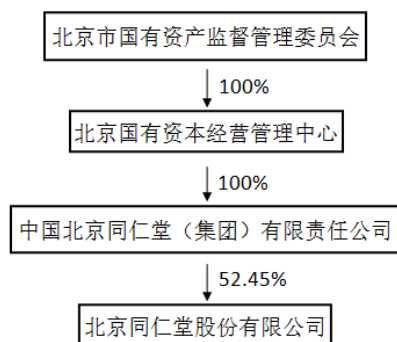 北京市国有资产监督管理委员会
100%
北京国有资本经营管理中心
100%
中国北京同仁堂（集团）有限责任公司
52.45%
北京同仁堂股份有限公司